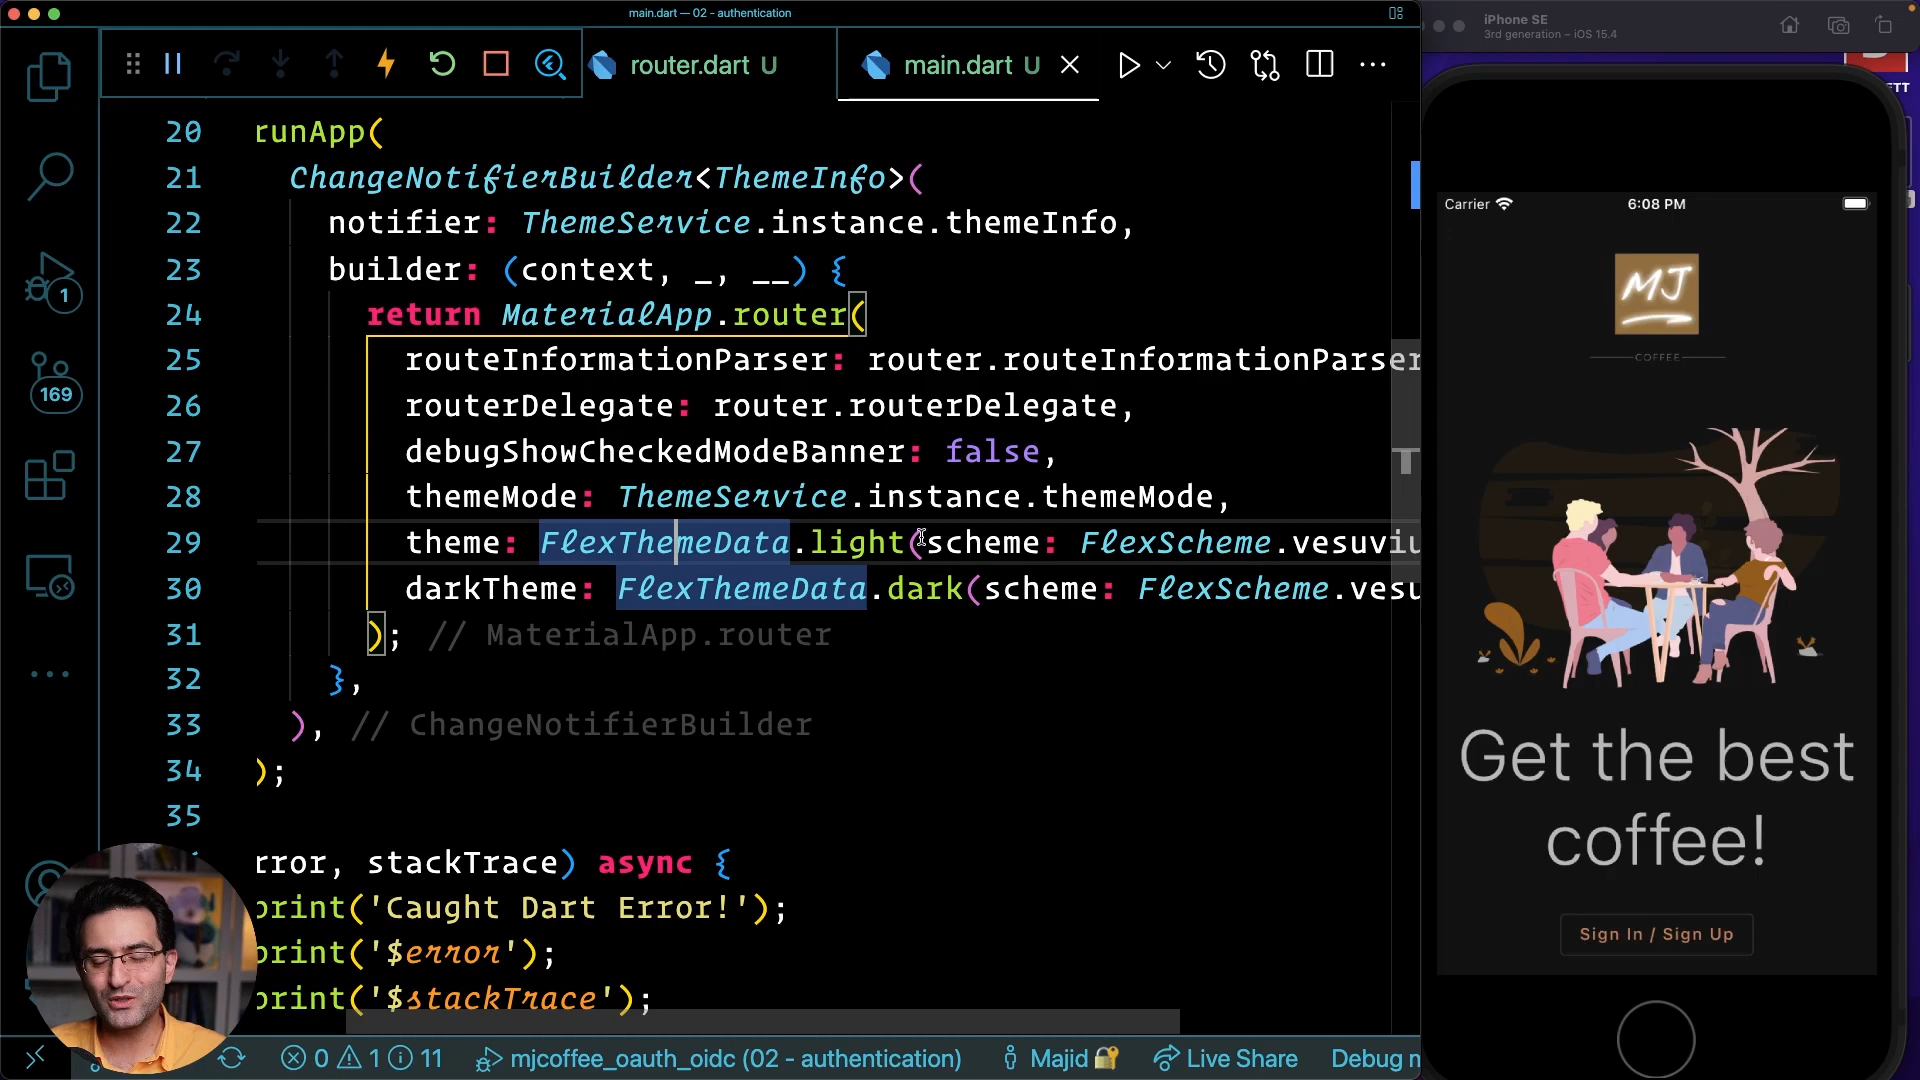 main.dart — 02 - authentication
router.dart U
main.dart U
20 runApp(
21 ChangeNotifierBuilder<ThemeInfo>(
22 notifier: ThemeService.instance.themeInfo,
23 builder: (context, _, __) {
24 return MaterialApp.router(
25 routeInformationParser: router.routeInformationParser
26 routerDelegate: router.routerDelegate,
27 debugShowCheckedModeBanner: false,
28 themeMode: ThemeService.instance.themeMode,
29 theme: FlexThemeData.light(scheme: FlexScheme.vesuviu
30 darkTheme: FlexThemeData.dark(scheme: FlexScheme.vesu
31 ); // MaterialApp.router
32 },
33 ), // ChangeNotifierBuilder
34 );
35
rror, stackTrace) async {
print('Caught Dart Error!');
print('$error');
print('$stackTrace');
1
169
0 1 11 mjcoffee_oauth_oidc (02 - authentication) Majid Live Share Debug
iPhone SE
3rd generation – iOS 15.4
TT
Carrier 6:08 PM
MJ
COFFEE
Get the best
coffee!
Sign In / Sign Up